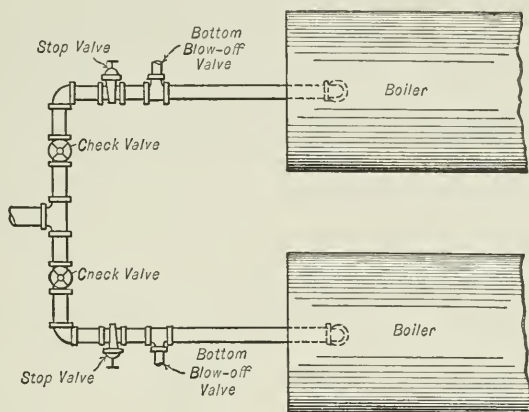 Bottom
Blow-off
Valve
Stop Valve
Boiler
Check Valve
Check Valve
Boiler
Stop Valve
Bottom
Blow-off
Valve